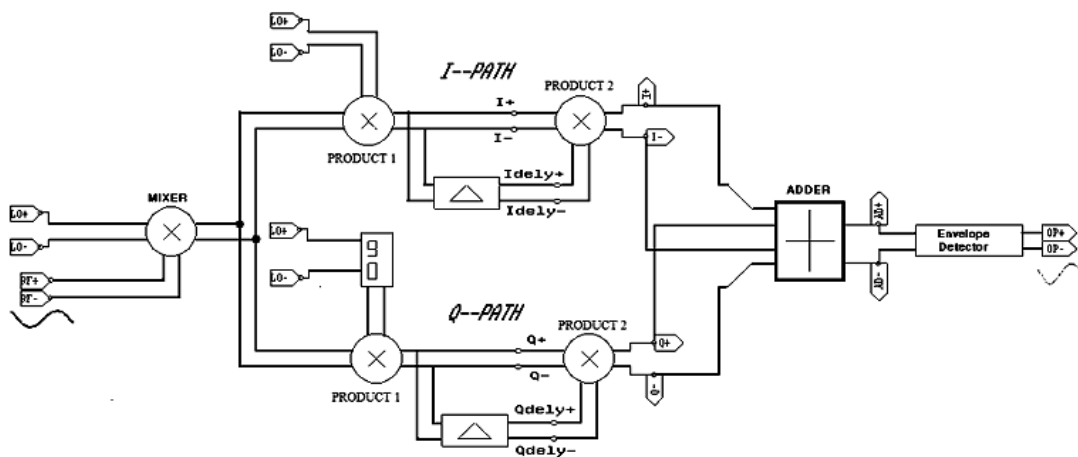 LO+
LO-
I--PATH
PRODUCT 2
I+
I+
I-
I-
PRODUCT 1
Idely+
Idely-
MIXER
ADDER
LO+
LO-
RF+
RF-
LO+
LO-
90
AD+
AD-
Envelope
Detector
OP+
OP-
Q--PATH
PRODUCT 2
Q+
Q+
Q-
Q-
PRODUCT 1
Qdely+
Qdely-